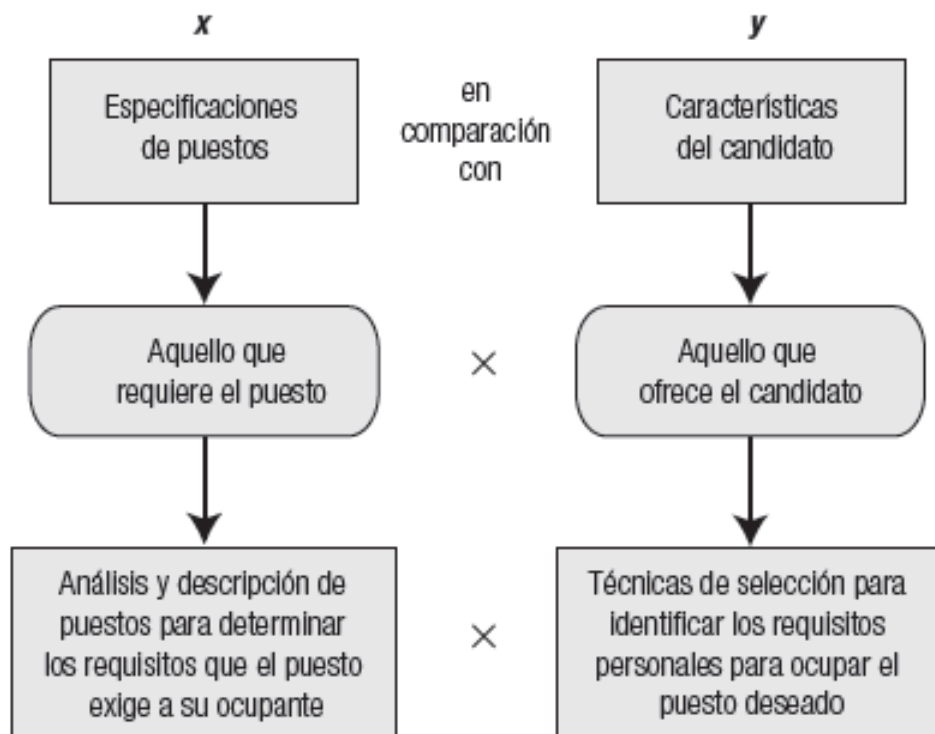 x
y
Especificaciones
de puestos
en
comparación
con
Características
del candidato
Aquello que
requiere el puesto
×
Aquello que
ofrece el candidato
Análisis y descripción de
puestos para determinar
los requisitos que el puesto
exige a su ocupante
×
Técnicas de selección para
identificar los requisitos
personales para ocupar el
puesto deseado